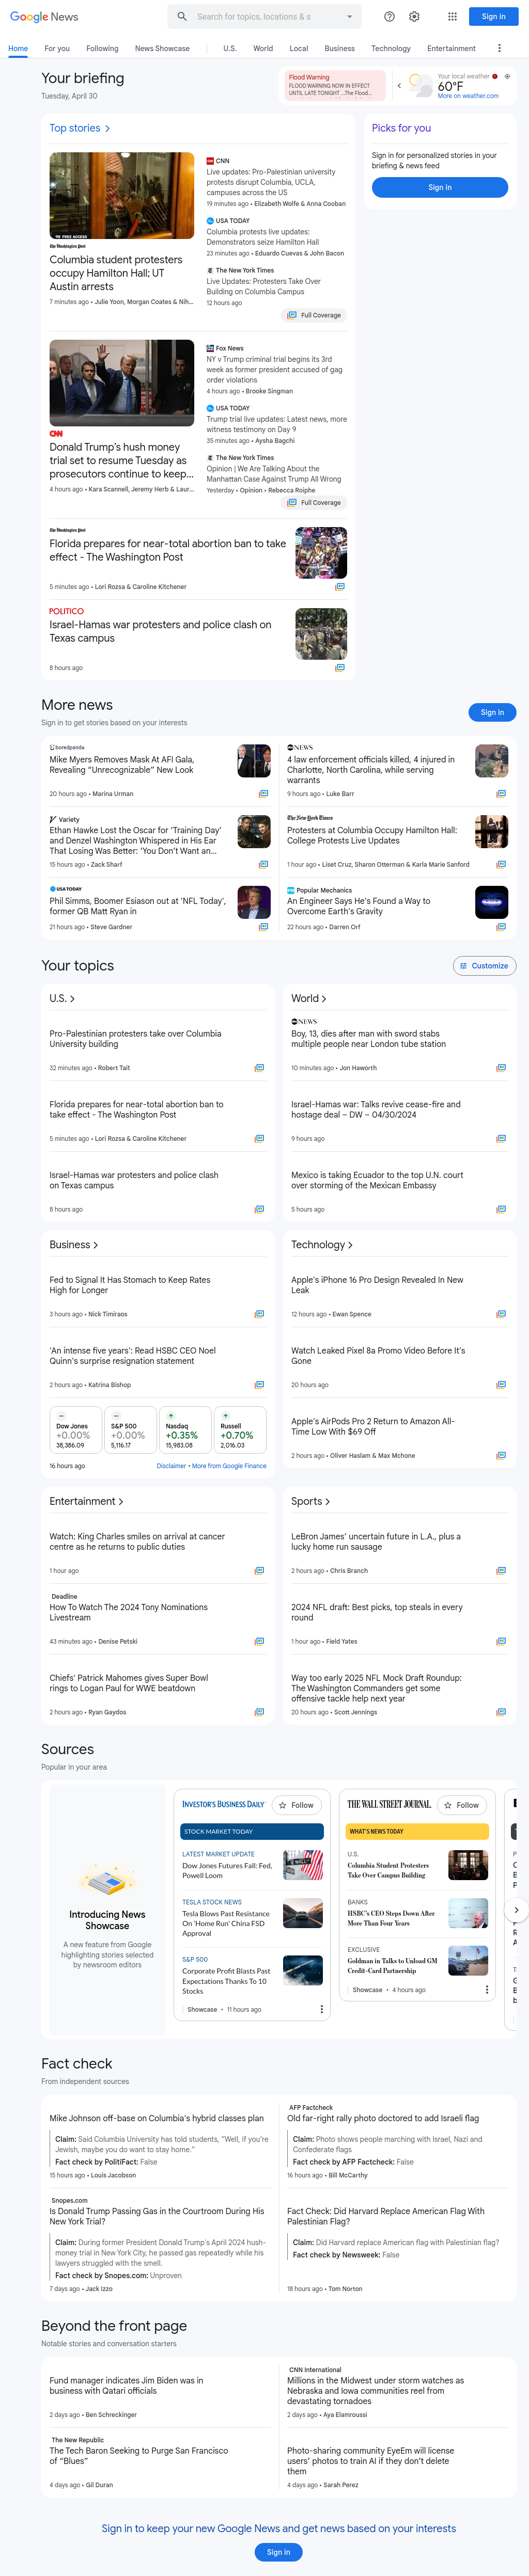 Google News
Search for topics, locations & s
Sign in
Home
For you
Following
News Showcase
U.S.
World
Local
Business
Technology
Entertainment
Your briefing
Tuesday, April 30
Flood Warning
FLOOD WARNING NOW IN EFFECT
UNTIL LATE TONIGHT ...The Flood...
Your local weather
60°F
More on weather.com
Top stories
FREE ACCESS
The Washington Post
Columbia student protesters
occupy Hamilton Hall; UT
Austin arrests
7 minutes ago • Julie Yoon, Morgan Coates & Nih...
CNN
Live updates: Pro-Palestinian university
protests disrupt Columbia, UCLA,
campuses across the US
19 minutes ago • Elizabeth Wolfe & Anna Cooban
USA TODAY
Columbia protests live updates:
Demonstrators seize Hamilton Hall
23 minutes ago • Eduardo Cuevas & John Bacon
The New York Times
Live Updates: Protesters Take Over
Building on Columbia Campus
12 hours ago
Full Coverage
Picks for you
Sign in for personalized stories in your
briefing & news feed
Sign in
CNN
Donald Trump's hush money
trial set to resume Tuesday as
prosecutors continue to keep...
4 hours ago • Kara Scannell, Jeremy Herb & Laur...
Fox News
NY v Trump criminal trial begins its 3rd
week as former president accused of gag
order violations
4 hours ago • Brooke Singman
USA TODAY
Trump trial live updates: Latest news, more
witness testimony on Day 9
35 minutes ago • Aysha Bagchi
The New York Times
Opinion | We Are Talking About the
Manhattan Case Against Trump All Wrong
Yesterday • Opinion • Rebecca Roiphe
Full Coverage
The Washington Post
Florida prepares for near-total abortion ban to take
effect - The Washington Post
5 minutes ago • Lori Rozsa & Caroline Kitchener
POLITICO
Israel-Hamas war protesters and police clash on
Texas campus
8 hours ago
More news
Sign in to get stories based on your interests
Sign in
boredpanda
Mike Myers Removes Mask At AFI Gala,
Revealing “Unrecognizable” New Look
20 hours ago • Marina Urman
Variety
Ethan Hawke Lost the Oscar for ‘Training Day’
and Denzel Washington Whispered in His Ear
That Losing Was Better: ‘You Don’t Want an...
15 hours ago • Zack Sharf
USA TODAY
Phil Simms, Boomer Esiason out at 'NFL Today',
former QB Matt Ryan in
21 hours ago • Steve Gardner
abc NEWS
4 law enforcement officials killed, 4 injured in
Charlotte, North Carolina, while serving
warrants
9 hours ago • Luke Barr
The New York Times
Protesters at Columbia Occupy Hamilton Hall:
College Protests Live Updates
1 hour ago • Liset Cruz, Sharon Otterman & Karla Marie Sanford
Popular Mechanics
An Engineer Says He's Found a Way to
Overcome Earth's Gravity
22 hours ago • Darren Orf
Your topics
Customize
U.S.
Pro-Palestinian protesters take over Columbia
University building
32 minutes ago • Robert Tait
Florida prepares for near-total abortion ban to
take effect - The Washington Post
5 minutes ago • Lori Rozsa & Caroline Kitchener
Israel-Hamas war protesters and police clash
on Texas campus
8 hours ago
World
abc NEWS
Boy, 13, dies after man with sword stabs
multiple people near London tube station
10 minutes ago • Jon Haworth
Israel-Hamas war: Talks revive cease-fire and
hostage deal – DW – 04/30/2024
9 hours ago
Mexico is taking Ecuador to the top U.N. court
over storming of the Mexican Embassy
5 hours ago
Business
Fed to Signal It Has Stomach to Keep Rates
High for Longer
3 hours ago • Nick Timiraos
'An intense five years': Read HSBC CEO Noel
Quinn's surprise resignation statement
2 hours ago • Katrina Bishop
Dow Jones
+0.00%
38,386.09
S&P 500
+0.00%
5,116.17
Nasdaq
+0.35%
15,983.08
Russell
+0.70%
2,016.03
16 hours ago
Disclaimer • More from Google Finance
Technology
Apple's iPhone 16 Pro Design Revealed In New
Leak
12 hours ago • Ewan Spence
Watch Leaked Pixel 8a Promo Video Before It's
Gone
20 hours ago
Apple's AirPods Pro 2 Return to Amazon All-
Time Low With $69 Off
2 hours ago • Oliver Haslam & Max Mchone
Entertainment
Watch: King Charles smiles on arrival at cancer
centre as he returns to public duties
1 hour ago
Deadline
How To Watch The 2024 Tony Nominations
Livestream
43 minutes ago • Denise Petski
Chiefs' Patrick Mahomes gives Super Bowl
rings to Logan Paul for WWE beatdown
2 hours ago • Ryan Gaydos
Sports
LeBron James' uncertain future in L.A., plus a
lucky home run sausage
2 hours ago • Chris Branch
2024 NFL draft: Best picks, top steals in every
round
1 hour ago • Field Yates
Way too early 2025 NFL Mock Draft Roundup:
The Washington Commanders get some
offensive tackle help next year
20 hours ago • Scott Jennings
Sources
Popular in your area
Introducing News
Showcase
A new feature from Google
highlighting stories selected
by newsroom editors
INVESTOR'S BUSINESS DAILY
Follow
STOCK MARKET TODAY
LATEST MARKET UPDATE
Dow Jones Futures Fall: Fed,
Powell Loom
TESLA STOCK NEWS
Tesla Blows Past Resistance
On 'Home Run' China FSD
Approval
S&P 500
Corporate Profit Blasts Past
Expectations Thanks To 10
Stocks
Showcase • 11 hours ago
THE WALL STREET JOURNAL.
Follow
WHAT'S NEWS TODAY
U.S.
Columbia Student Protesters
Take Over Campus Building
BANKS
HSBC's CEO Steps Down After
More Than Four Years
EXCLUSIVE
Goldman in Talks to Unload GM
Credit-Card Partnership
Showcase • 4 hours ago
Fact check
From independent sources
Mike Johnson off-base on Columbia's hybrid classes plan
Claim: Said Columbia University has told students, “Well, if you're
Jewish, maybe you do want to stay home.”
Fact check by PolitiFact: False
15 hours ago • Louis Jacobson
Snopes.com
Is Donald Trump Passing Gas in the Courtroom During His
New York Trial?
Claim: During former President Donald Trump's April 2024 hush-
money trial in New York City, he passed gas repeatedly while his
lawyers struggled with the smell.
Fact check by Snopes.com: Unproven
7 days ago • Jack Izzo
AFP Factcheck
Old far-right rally photo doctored to add Israeli flag
Claim: Photo shows people marching with Israel, Nazi and
Confederate flags
Fact check by AFP Factcheck: False
16 hours ago • Bill McCarthy
Fact Check: Did Harvard Replace American Flag With
Palestinian Flag?
Claim: Did Harvard replace American flag with Palestinian flag?
Fact check by Newsweek: False
18 hours ago • Tom Norton
Beyond the front page
Notable stories and conversation starters
Fund manager indicates Jim Biden was in
business with Qatari officials
2 days ago • Ben Schreckinger
The New Republic
The Tech Baron Seeking to Purge San Francisco
of “Blues”
4 days ago • Gil Duran
CNN International
Millions in the Midwest under storm watches as
Nebraska and Iowa communities reel from
devastating tornadoes
2 days ago • Aya Elamroussi
Photo-sharing community EyeEm will license
users' photos to train AI if they don't delete
them
4 days ago • Sarah Perez
Sign in to keep your new Google News and get news based on your interests
Sign in